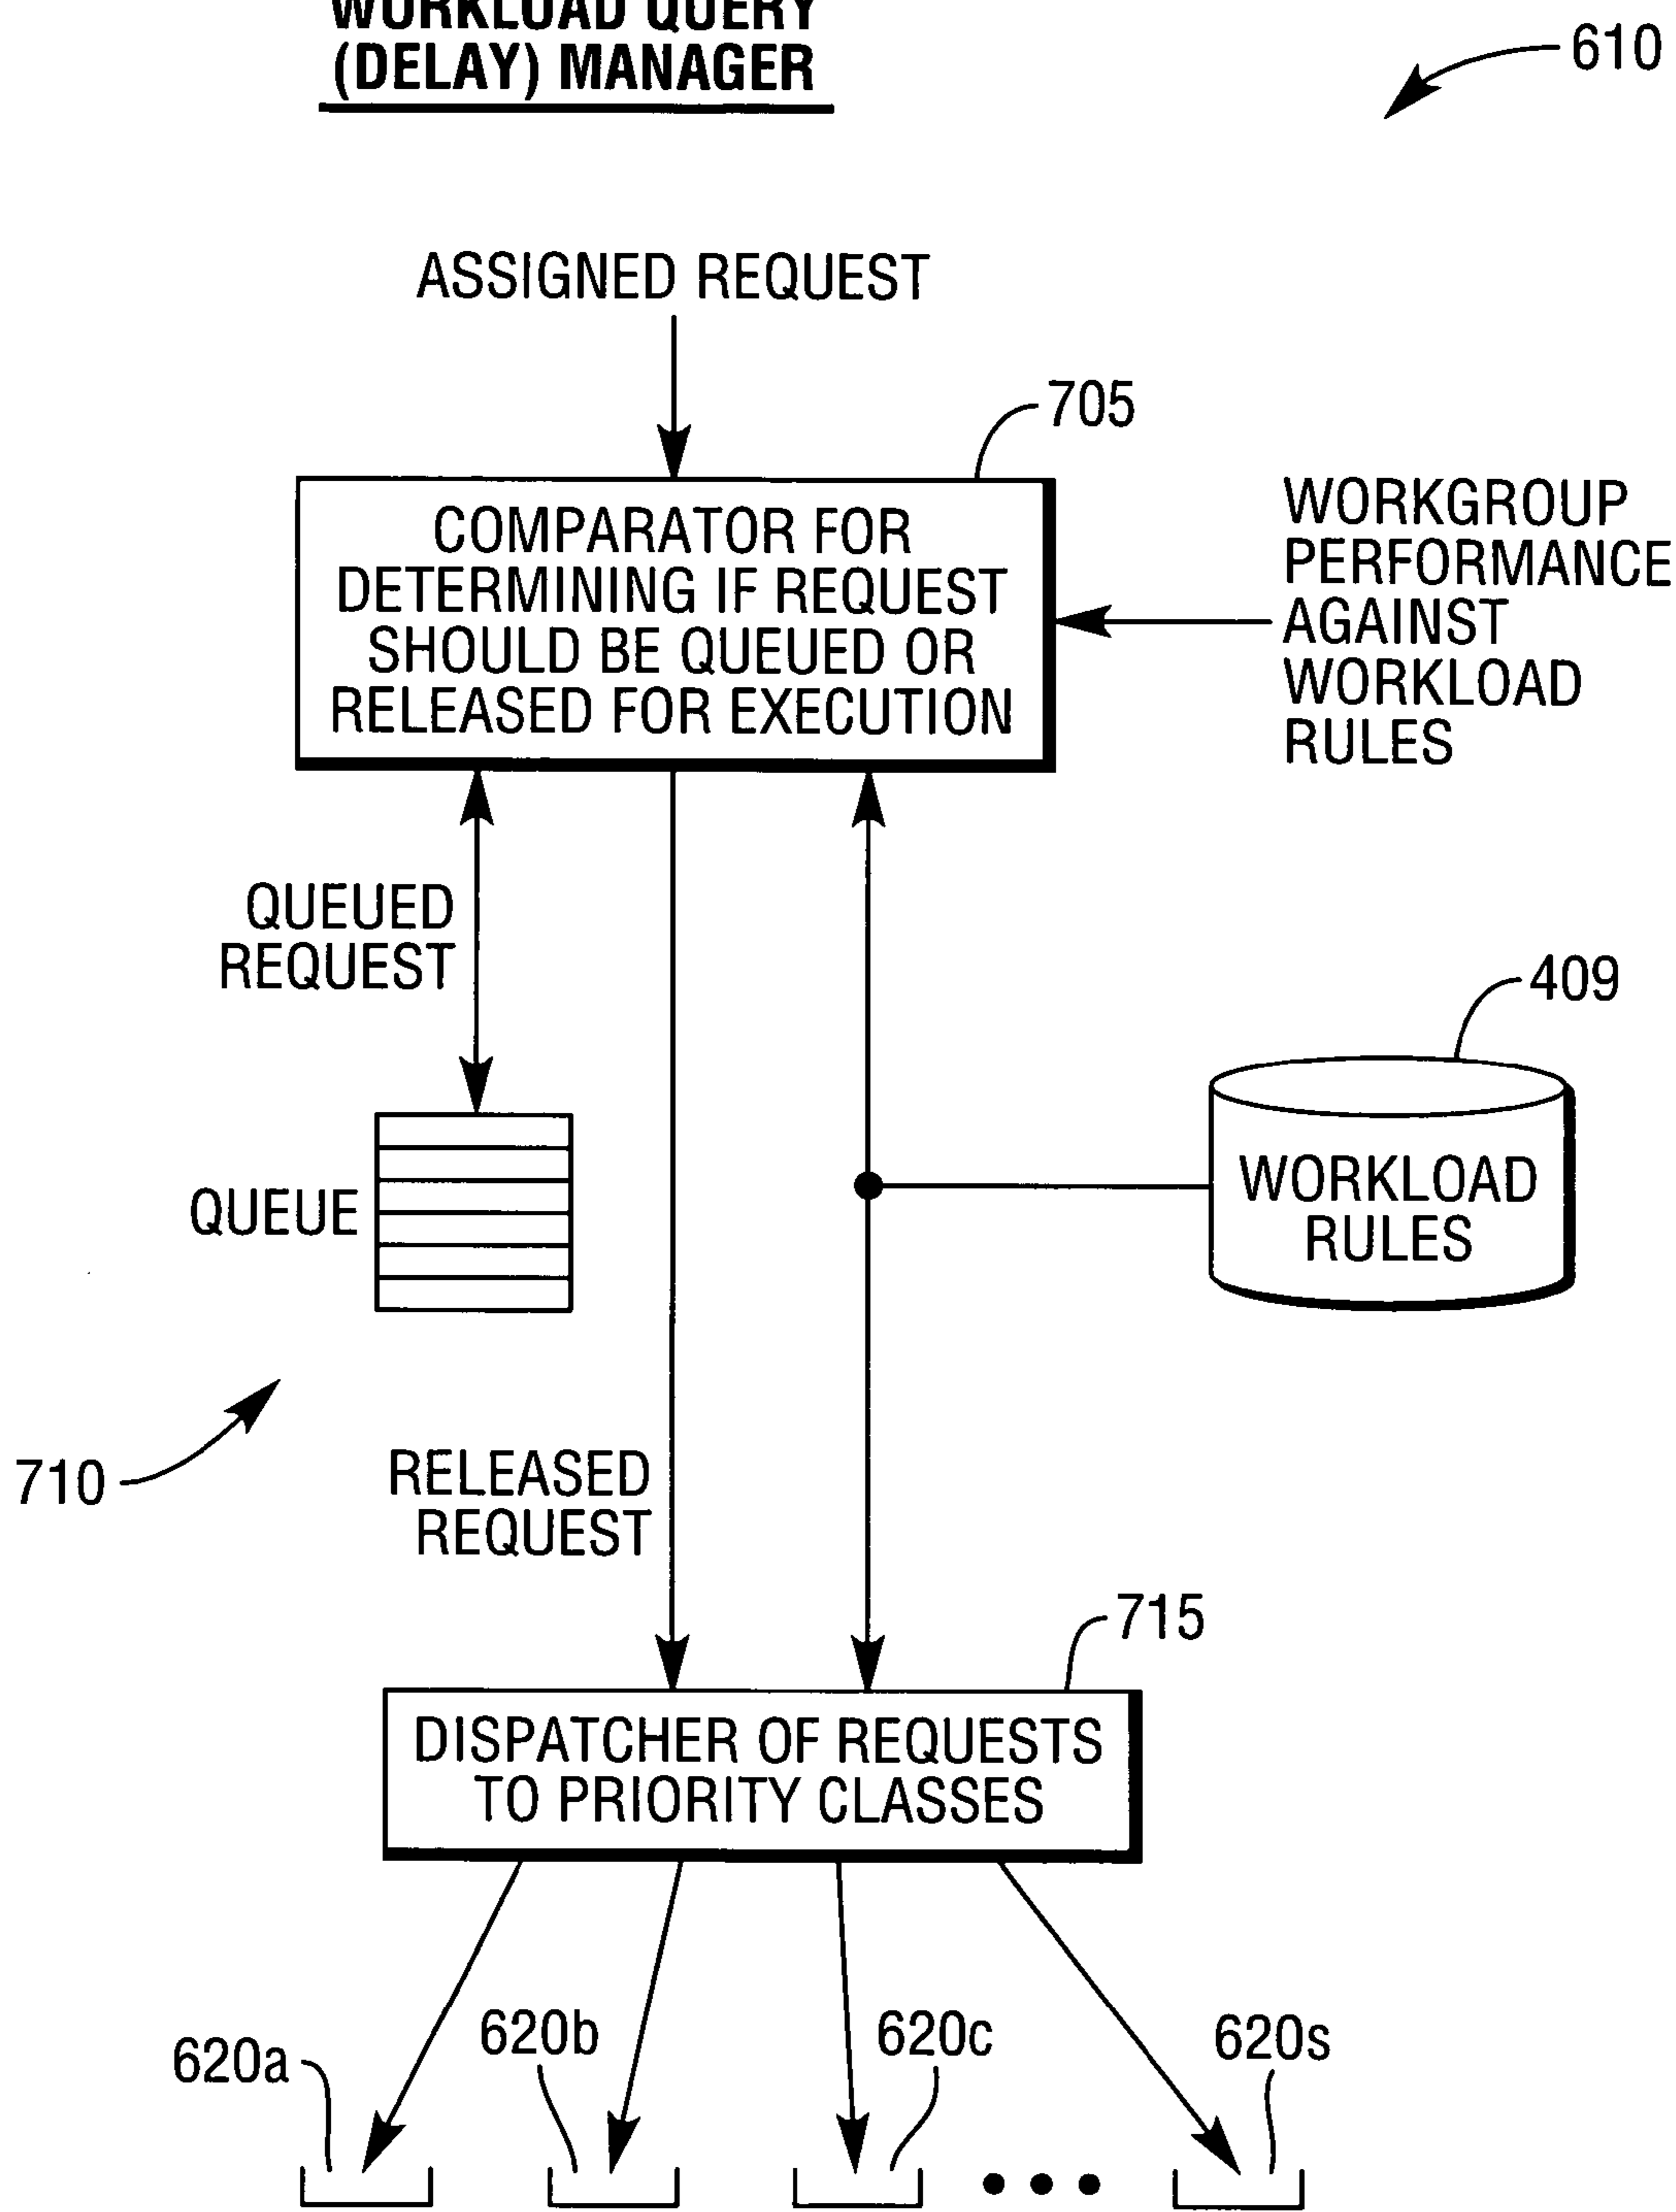 WORKLOAD QUERY
(DELAY) MANAGER
610
ASSIGNED REQUEST
705
COMPARATOR FOR
DETERMINING IF REQUEST
SHOULD BE QUEUED OR
RELEASED FOR EXECUTION
WORKGROUP
PERFORMANCE
AGAINST
WORKLOAD
RULES
QUEUED
REQUEST
409
WORKLOAD
RULES
QUEUE
710
RELEASED
REQUEST
715
DISPATCHER OF REQUESTS
TO PRIORITY CLASSES
620a
620b
620c
620s